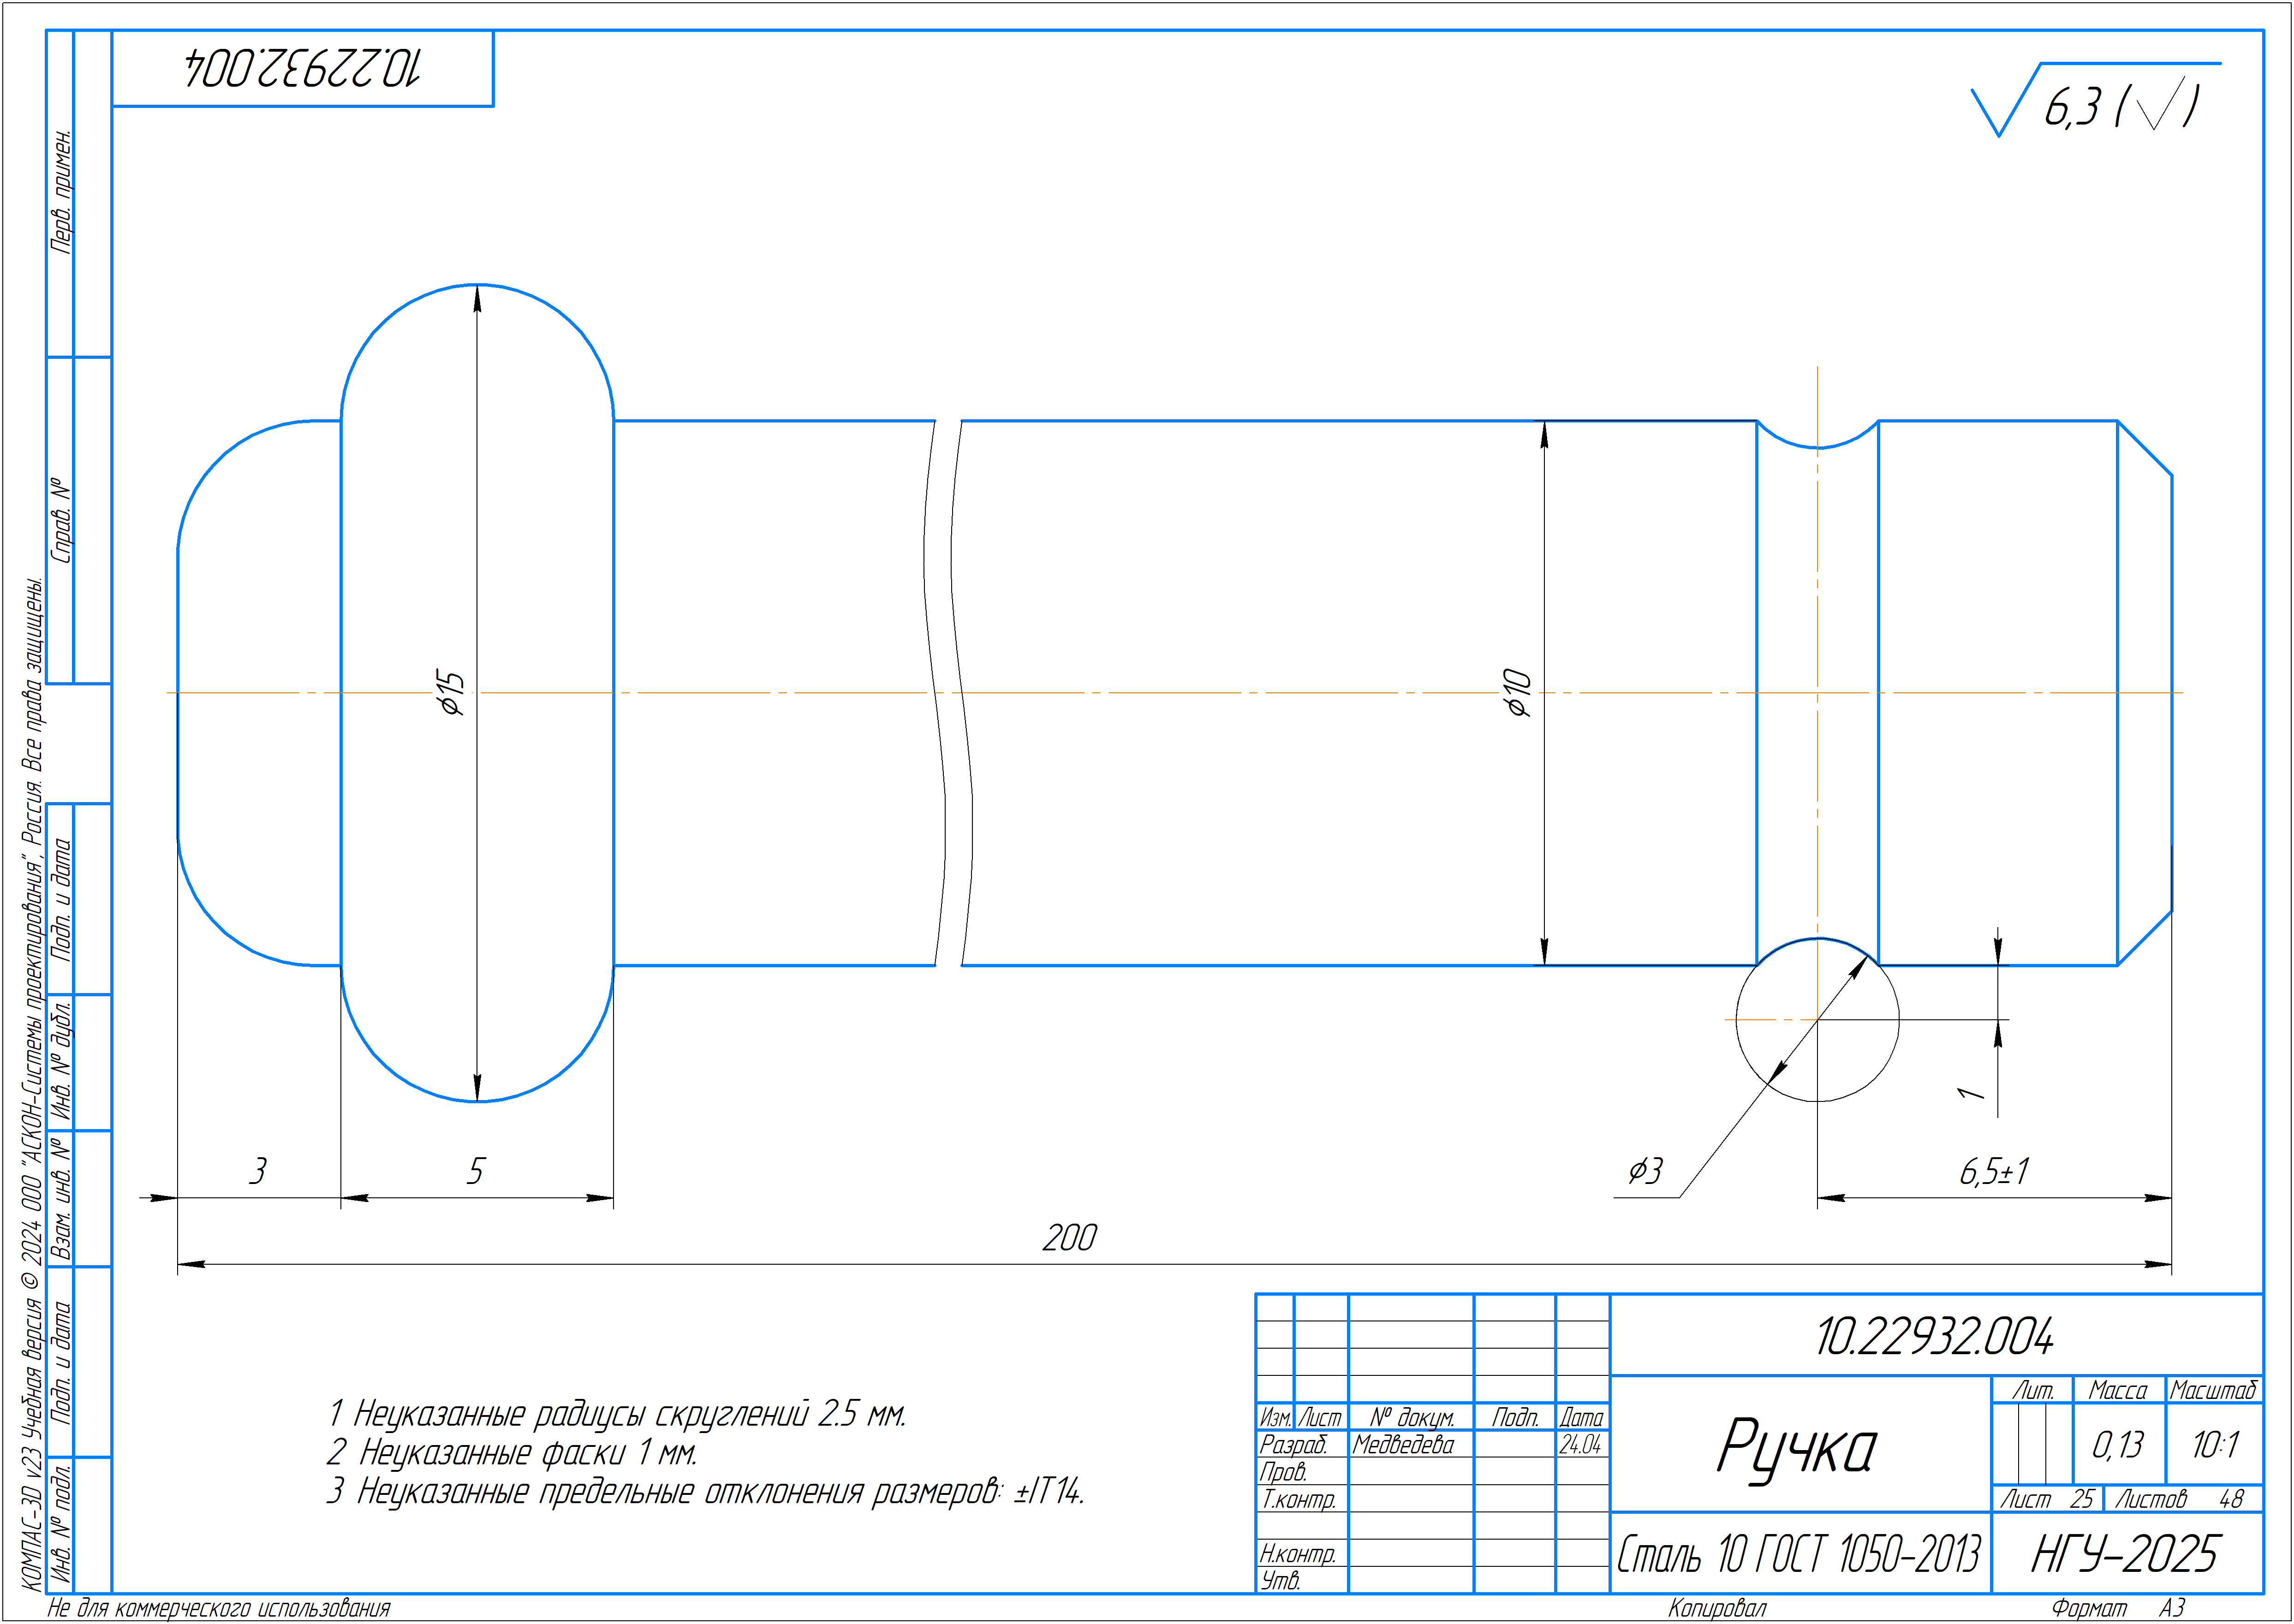 10.22932.004
6,3 (√)
Перв. примен.
Справ. №
Подп. и дата
Инв. № дубл.
Взам. инв. №
Подп. и дата
Инв. № подл.
КОМПАС-3D v23 Учебная версия © 2024 ООО "АСКОН-Системы проектирования", Россия. Все права защищены.
⌀15
⌀10
⌀3
1
3
5
6,5±1
200
1 Неуказанные радиусы скруглений 2.5 мм.
2 Неуказанные фаски 1 мм.
3 Неуказанные предельные отклонения размеров: ±IT14.
10.22932.004
Изм. Лист № докум. Подп. Дата
Разраб. Медведева 24.04
Пров.
Т.контр.
Н.контр.
Утв.
Ручка
Лит. Масса Масштаб
0,13 10:1
Лист 25 Листов 48
Сталь 10 ГОСТ 1050-2013
НГУ-2025
Не для коммерческого использования
Копировал
Формат А3